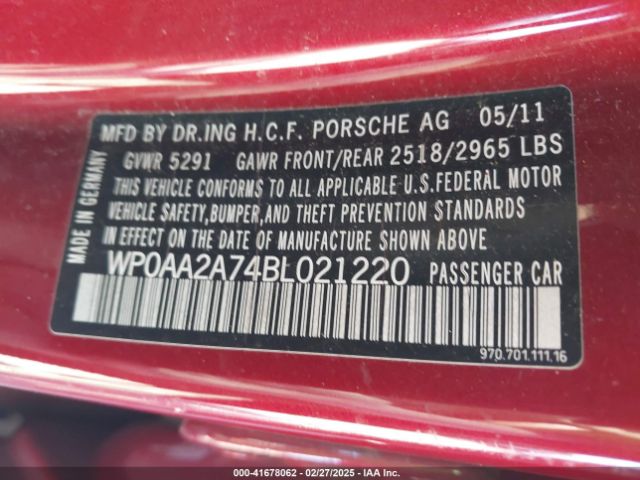 MFD BY DR.ING H.C.F. PORSCHE AG 05/11
GVWR 5291 GAWR FRONT/REAR 2518/2965 LBS
THIS VEHICLE CONFORMS TO ALL APPLICABLE U.S.FEDERAL MOTOR
VEHICLE SAFETY,BUMPER,AND THEFT PREVENTION STANDARDS
IN EFFECT ON THE DATE OF MANUFACTURE SHOWN ABOVE.
WP0AA2A74BL021220 PASSENGER CAR
MADE IN GERMANY
970.701.111.16
000-41678062 • 02/27/2025 • IAA Inc.